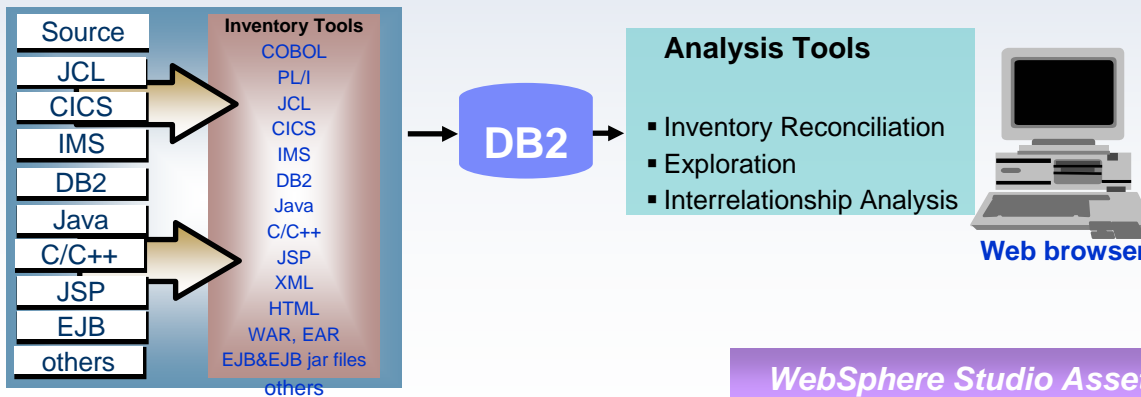 Source
JCL
CICS
IMS
DB2
Java
C/C++
JSP
EJB
others
Inventory Tools
COBOL
PL/I
JCL
CICS
IMS
DB2
Java
C/C++
JSP
XML
HTML
WAR, EAR
EJB&EJB jar files
others
DB2
Analysis Tools
▪ Inventory Reconciliation
▪ Exploration
▪ Interrelationship Analysis
Web browser
WebSphere Studio Asset